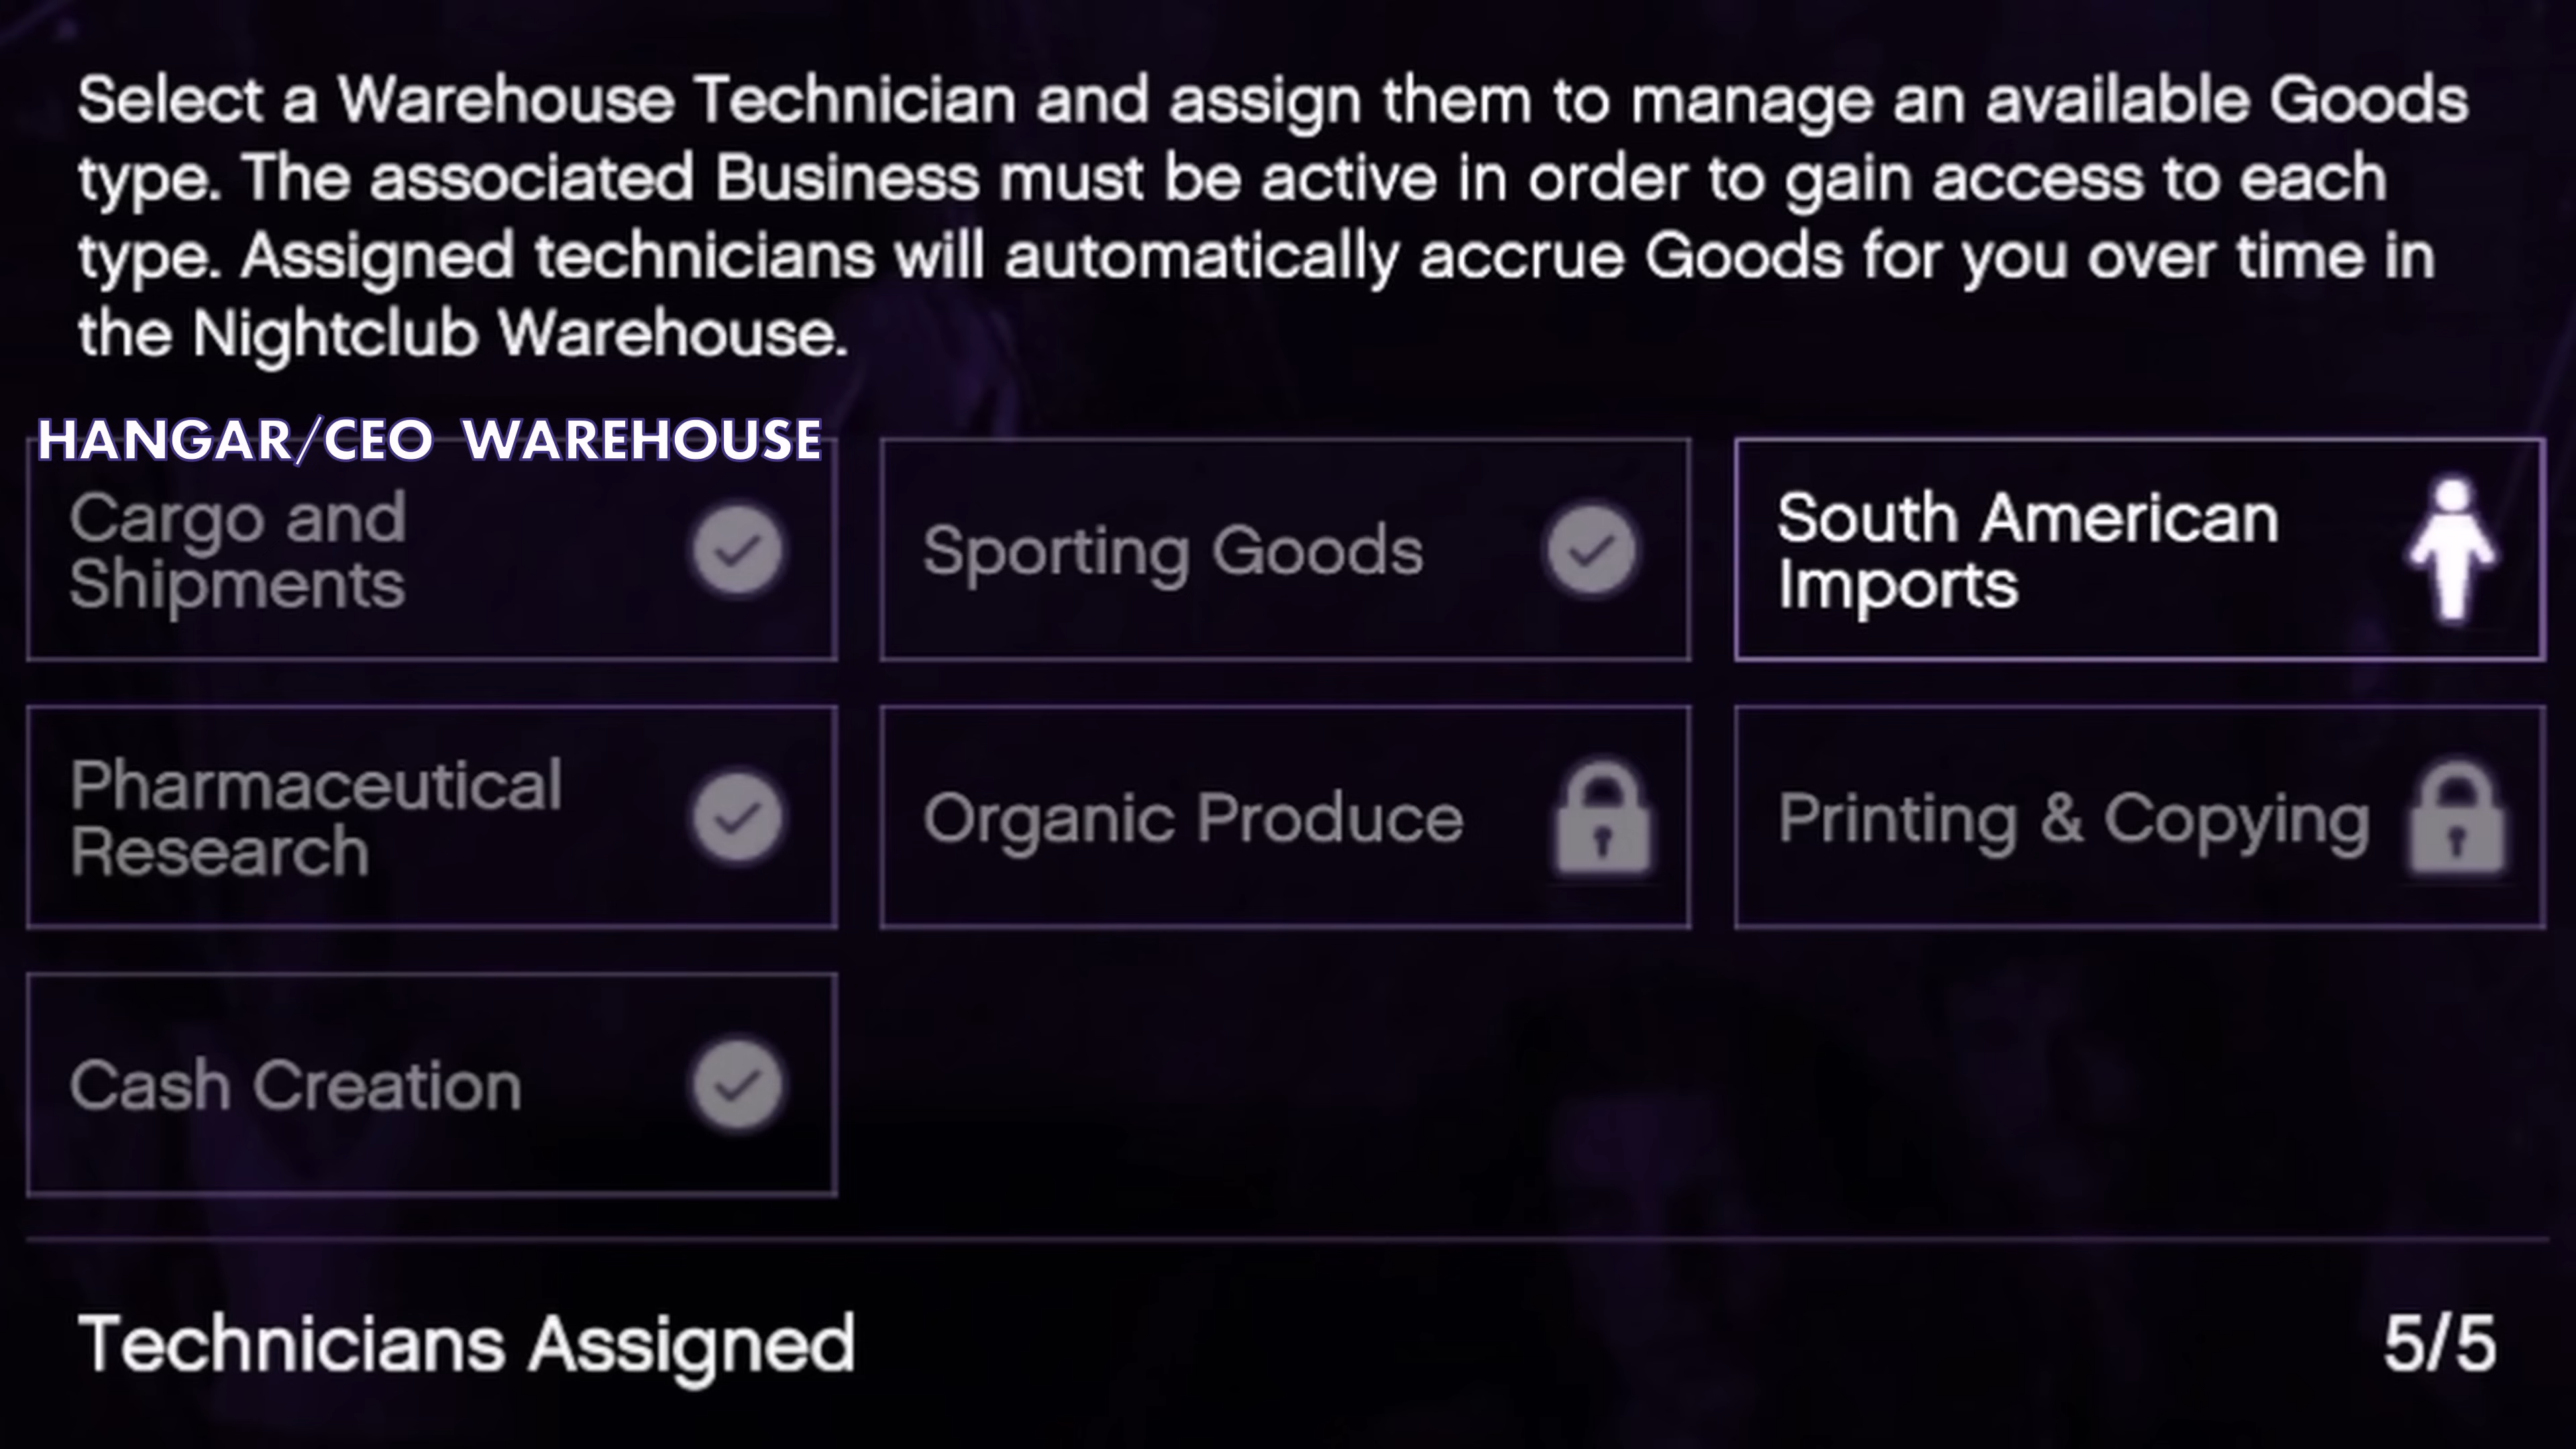 Select a Warehouse Technician and assign them to manage an available Goods
type. The associated Business must be active in order to gain access to each
type. Assigned technicians will automatically accrue Goods for you over time in
the Nightclub Warehouse.
HANGAR/CEO WAREHOUSE
Cargo and
Shipments
Sporting Goods
South American
Imports
Pharmaceutical
Research
Organic Produce
Printing & Copying
Cash Creation
Technicians Assigned
5/5